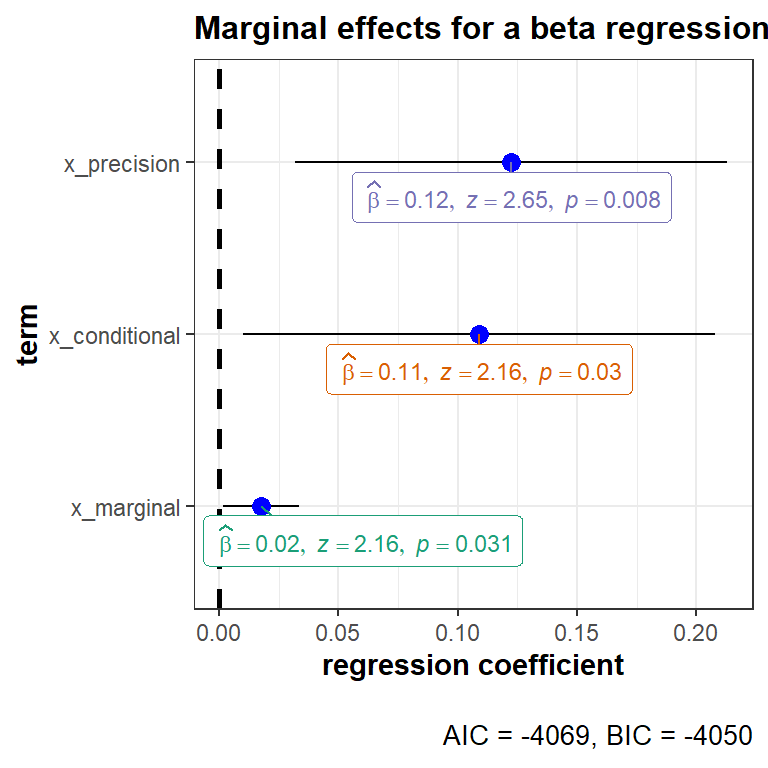 Marginal effects for a beta regression
term
x_precision
β̂ = 0.12, z = 2.65, p = 0.008
x_conditional
β̂ = 0.11, z = 2.16, p = 0.03
x_marginal
β̂ = 0.02, z = 2.16, p = 0.031
0.00 0.05 0.10 0.15 0.20
regression coefficient
AIC = -4069, BIC = -4050